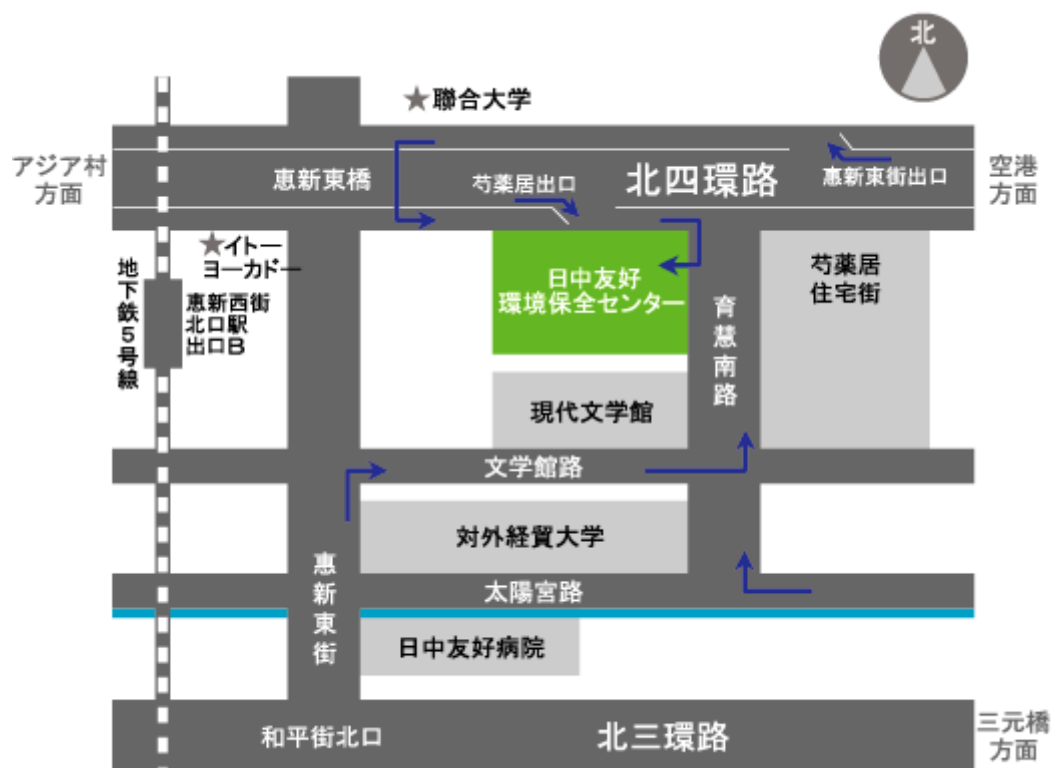 北
★聯合大学
アジア村
方面
恵新東橋
芍薬居出口
北四環路
恵新東街出口
空港
方面
★イトー
ヨーカドー
地下鉄5号線
恵新西街
北口駅
出口B
日中友好
環境保全センター
育慧南路
芍薬居
住宅街
現代文学館
文学館路
対外経貿大学
恵新東街
太陽宮路
日中友好病院
和平街北口
北三環路
三元橋
方面